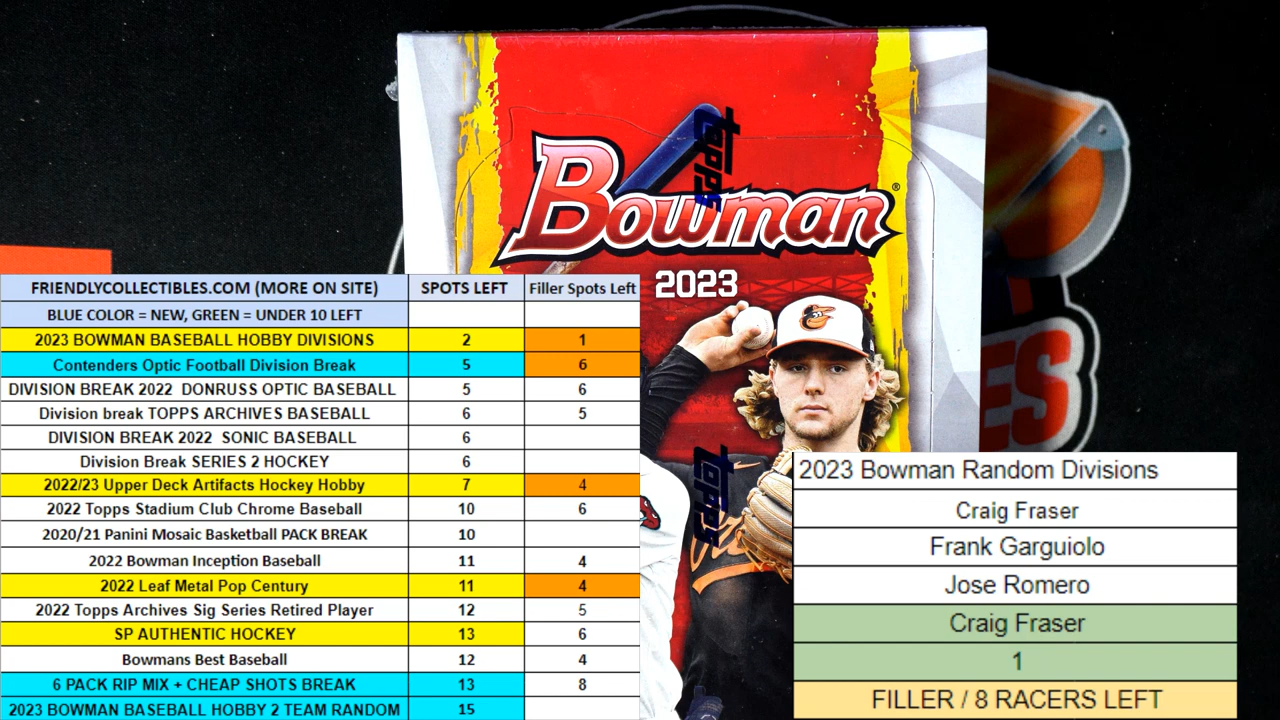 Bowman®
2023
topps
topps
FRIENDLYCOLLECTIBLES.COM (MORE ON SITE) SPOTS LEFT Filler Spots Left
BLUE COLOR = NEW, GREEN = UNDER 10 LEFT
2023 BOWMAN BASEBALL HOBBY DIVISIONS 2 1
Contenders Optic Football Division Break 5 6
DIVISION BREAK 2022 DONRUSS OPTIC BASEBALL 5 6
Division break TOPPS ARCHIVES BASEBALL 6 5
DIVISION BREAK 2022 SONIC BASEBALL 6
Division Break SERIES 2 HOCKEY 6
2022/23 Upper Deck Artifacts Hockey Hobby 7 4
2022 Topps Stadium Club Chrome Baseball 10 6
2020/21 Panini Mosaic Basketball PACK BREAK 10
2022 Bowman Inception Baseball 11 4
2022 Leaf Metal Pop Century 11 4
2022 Topps Archives Sig Series Retired Player 12 5
SP AUTHENTIC HOCKEY 13 6
Bowmans Best Baseball 12 4
6 PACK RIP MIX + CHEAP SHOTS BREAK 13 8
2023 BOWMAN BASEBALL HOBBY 2 TEAM RANDOM 15
2023 Bowman Random Divisions
Craig Fraser
Frank Garguiolo
Jose Romero
Craig Fraser
1
FILLER / 8 RACERS LEFT